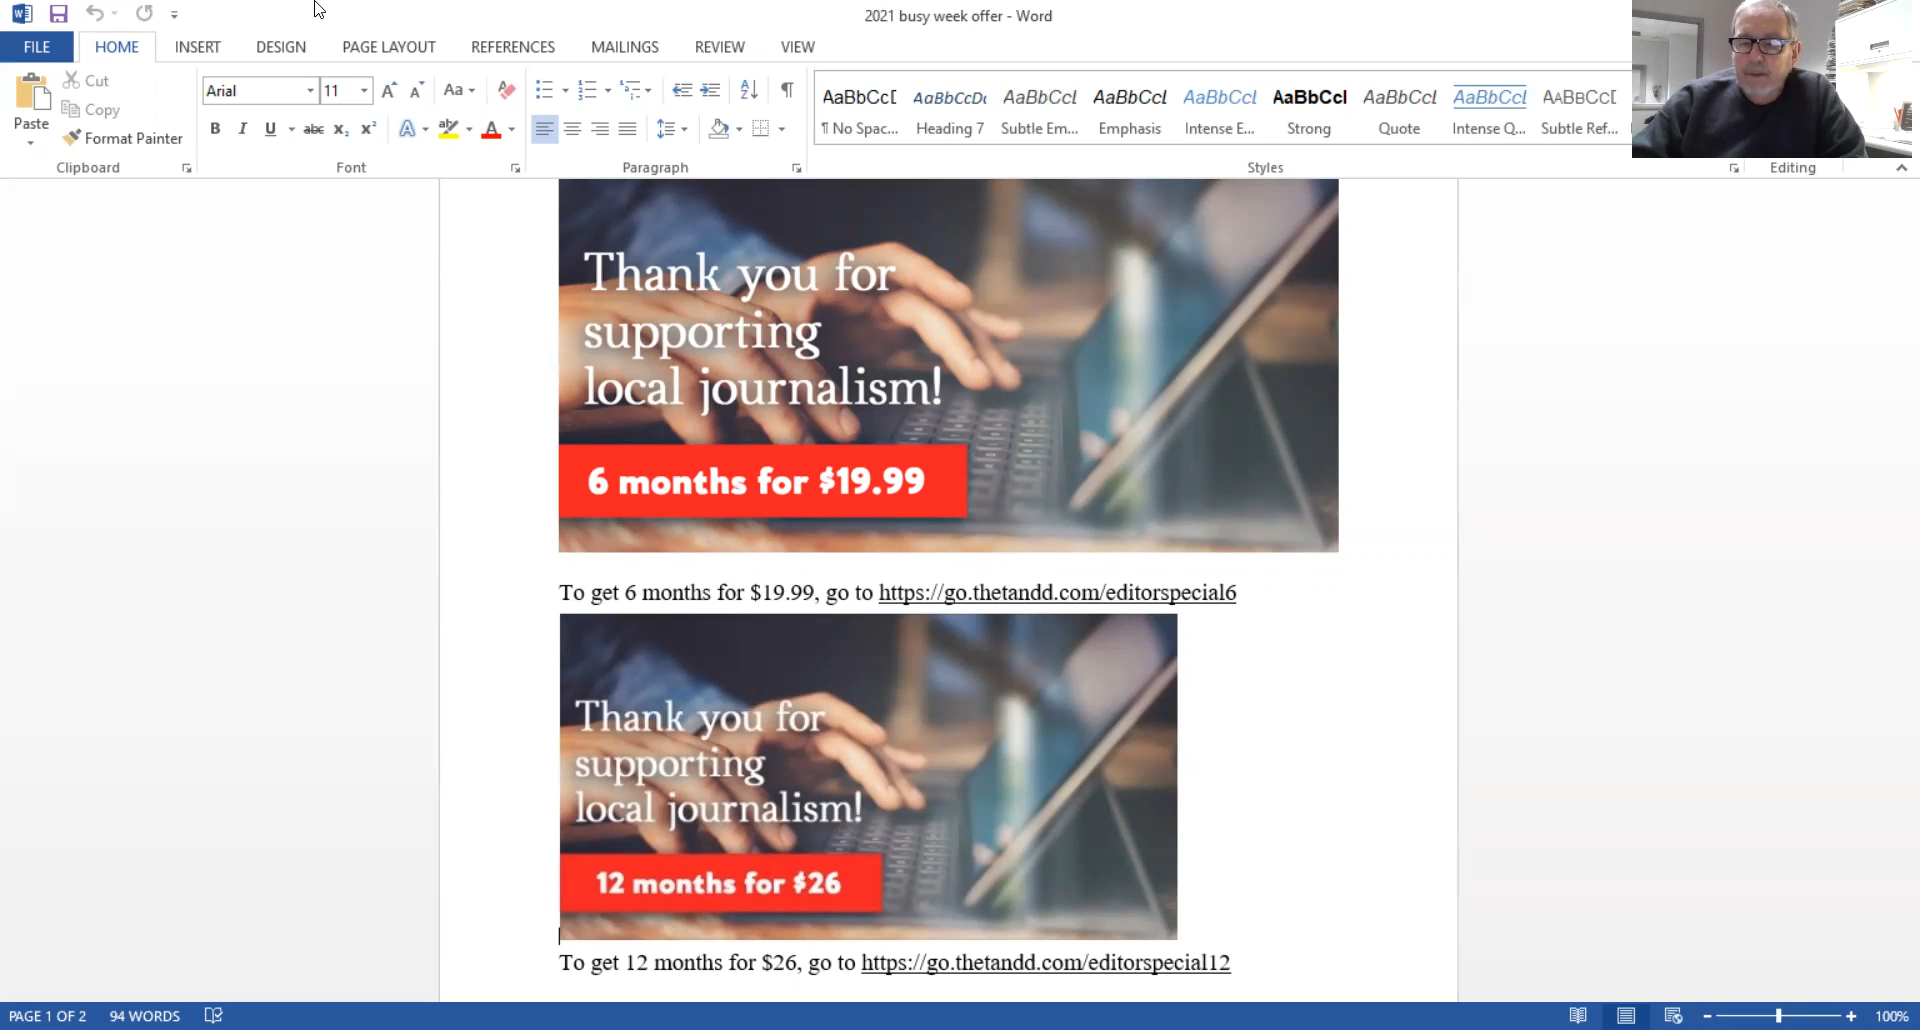 2021 busy week offer - Word
FILE HOME INSERT DESIGN PAGE LAYOUT REFERENCES MAILINGS REVIEW VIEW
Paste
Cut
Copy
Format Painter
Clipboard
Arial 11
Font
Paragraph
AaBbCcD AaBbCcDc AaBbCcL AaBbCcL AaBbCcL AaBbCcl AaBbCcL AaBbCcL AABBCCD
¶ No Spac... Heading 7 Subtle Em... Emphasis Intense E... Strong Quote Intense Q... Subtle Ref...
Styles
Editing
Thank you for
supporting
local journalism!
6 months for $19.99
To get 6 months for $19.99, go to https://go.thetandd.com/editorspecial6
Thank you for
supporting
local journalism!
12 months for $26
To get 12 months for $26, go to https://go.thetandd.com/editorspecial12
PAGE 1 OF 2 94 WORDS
100%